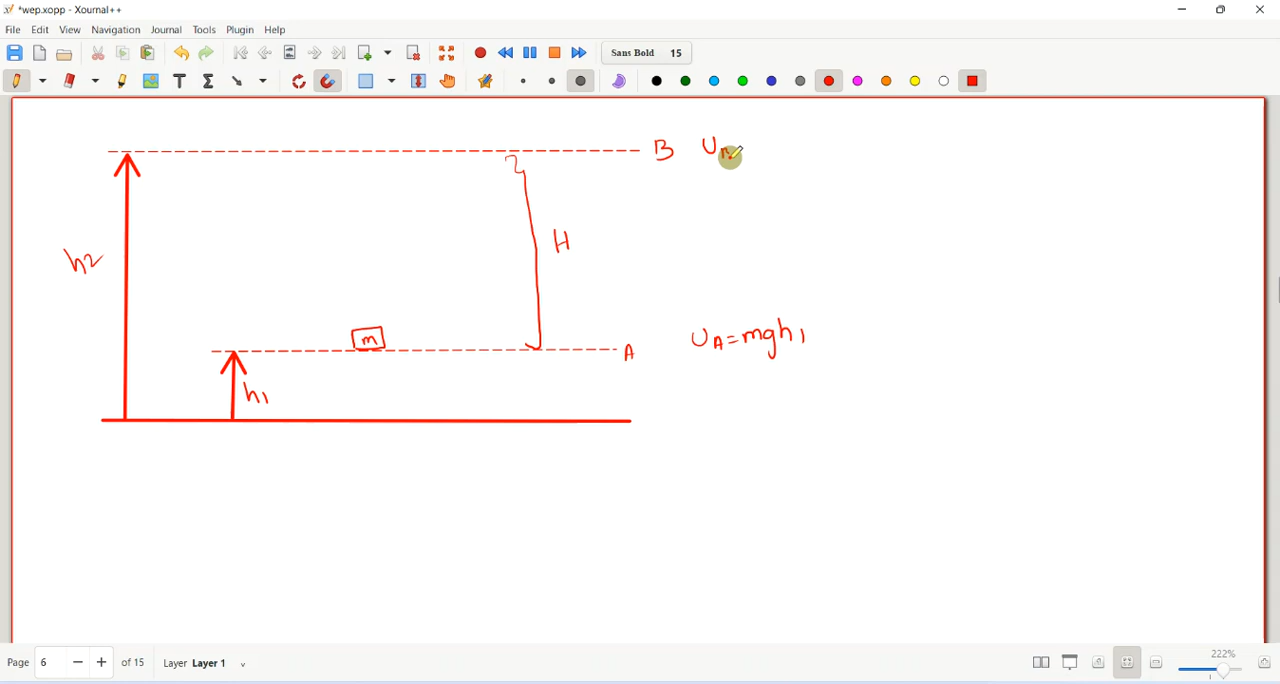 *wep.xopp - Xournal++
File Edit View Navigation Journal Tools Plugin Help
Sans Bold 15
B U
h2
H
m
U_A = mgh₁
A
h₁
Page 6 of 15 Layer Layer 1
222%